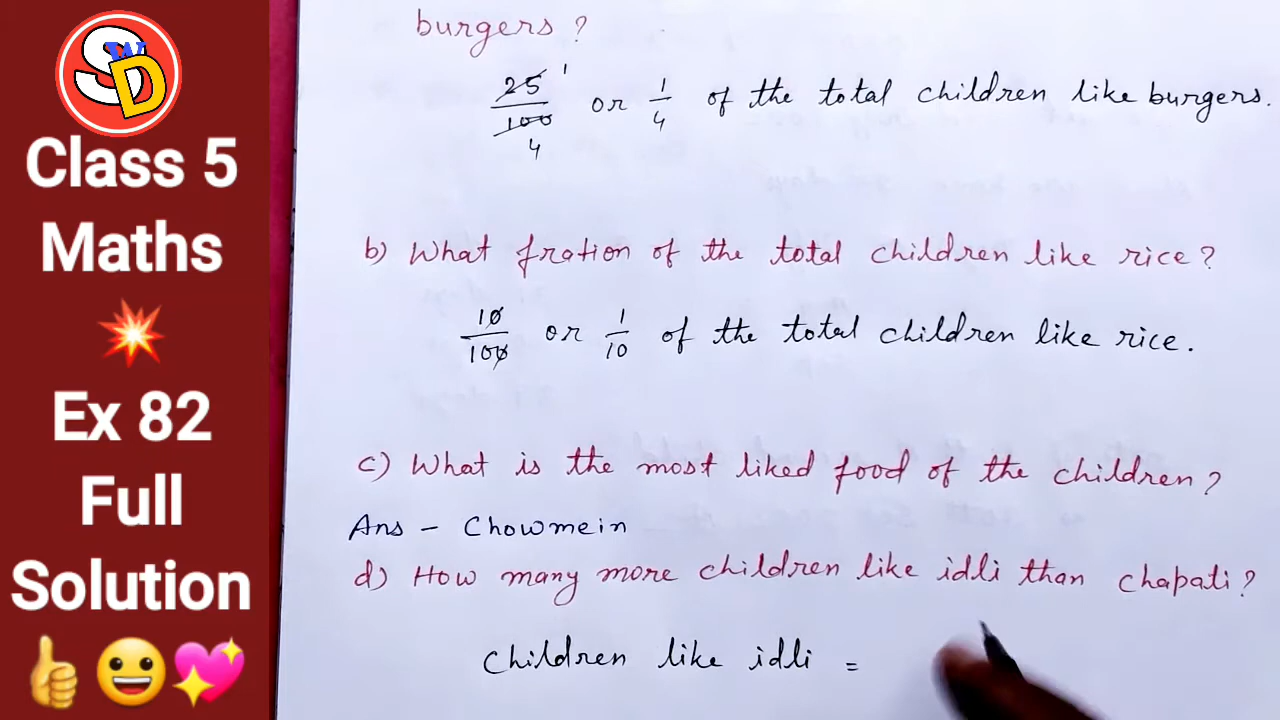 SWD
Class 5
Maths
Ex 82
Full
Solution
burgers ?
25 1
100 or 1/4 of the total children like burgers.
4
b) What fration of the total children like rice ?
10/100 or 1/10 of the total children like rice.
c) What is the most liked food of the children ?
Ans - Chowmein
d) How many more children like idli than chapati ?
Children like idli =